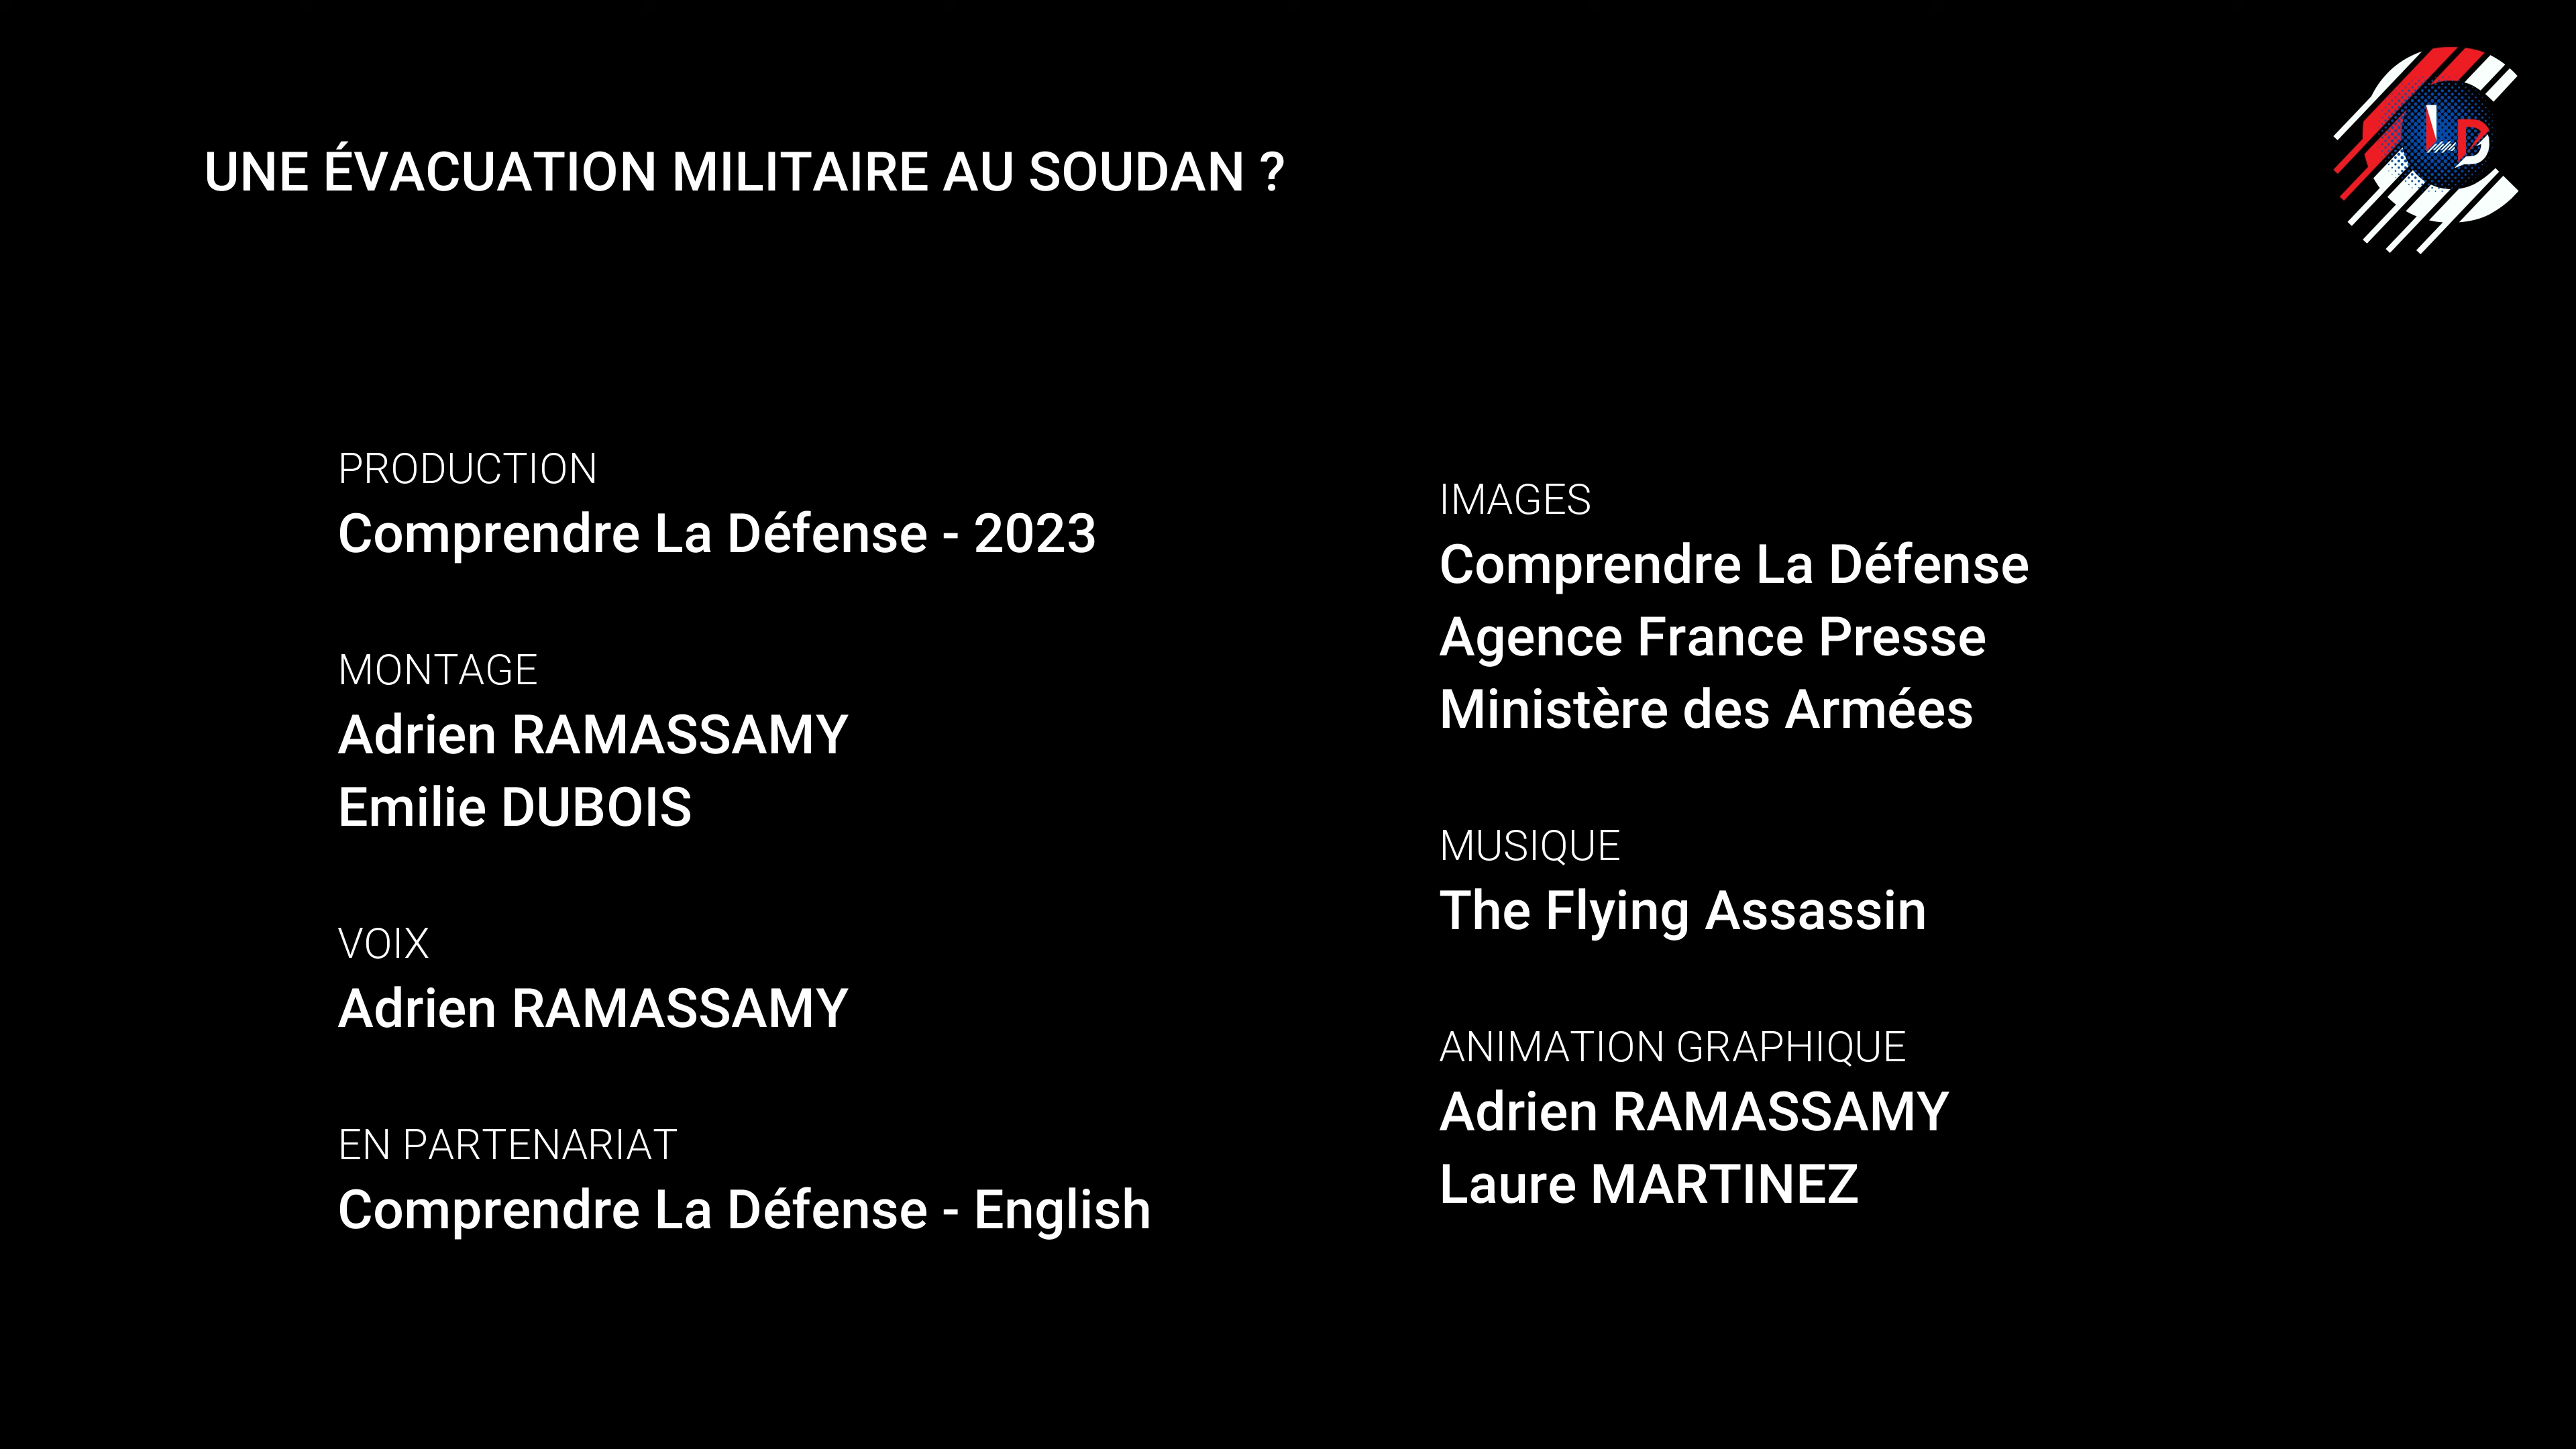 UNE ÉVACUATION MILITAIRE AU SOUDAN ?
LD
PRODUCTION
Comprendre La Défense - 2023
MONTAGE
Adrien RAMASSAMY
Emilie DUBOIS
VOIX
Adrien RAMASSAMY
EN PARTENARIAT
Comprendre La Défense - English
IMAGES
Comprendre La Défense
Agence France Presse
Ministère des Armées
MUSIQUE
The Flying Assassin
ANIMATION GRAPHIQUE
Adrien RAMASSAMY
Laure MARTINEZ